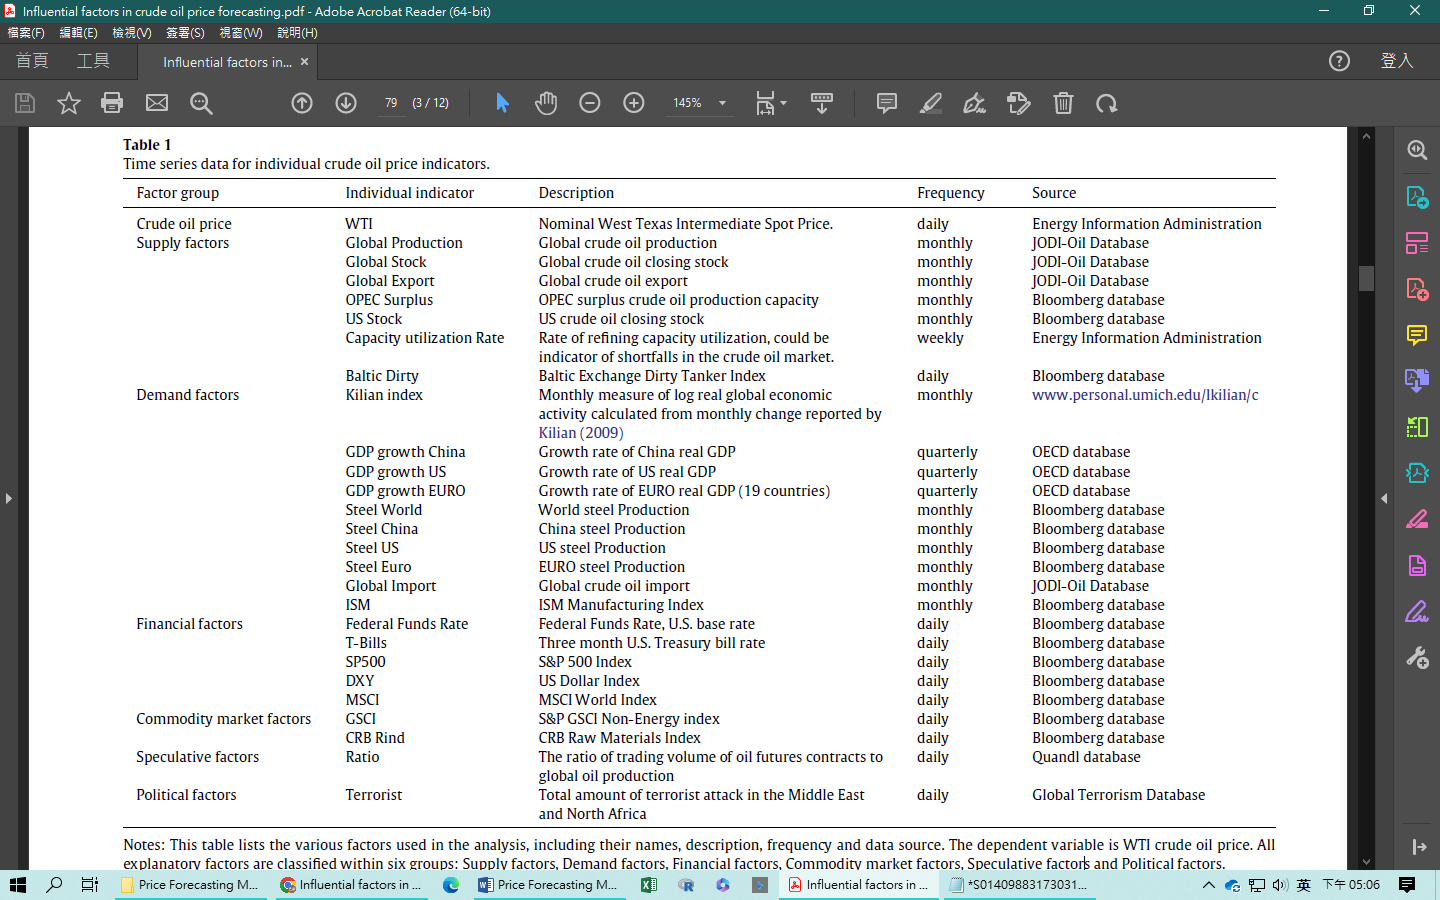 Influential factors in crude oil price forecasting.pdf - Adobe Acrobat Reader (64-bit)
檔案(F) 編輯(E) 檢視(V) 簽署(S) 視窗(W) 說明(H)
首頁 工具 Influential factors in... × 登入
79 (3 / 12) 145%
Table 1
Time series data for individual crude oil price indicators.
Factor group Individual indicator Description Frequency Source
Crude oil price WTI Nominal West Texas Intermediate Spot Price. daily Energy Information Administration
Supply factors Global Production Global crude oil production monthly JODI-Oil Database
Global Stock Global crude oil closing stock monthly JODI-Oil Database
Global Export Global crude oil export monthly JODI-Oil Database
OPEC Surplus OPEC surplus crude oil production capacity monthly Bloomberg database
US Stock US crude oil closing stock monthly Bloomberg database
Capacity utilization Rate Rate of refining capacity utilization, could be weekly Energy Information Administration
indicator of shortfalls in the crude oil market.
Baltic Dirty Baltic Exchange Dirty Tanker Index daily Bloomberg database
Demand factors Kilian index Monthly measure of log real global economic monthly www.personal.umich.edu/lkilian/c
activity calculated from monthly change reported by
Kilian (2009)
GDP growth China Growth rate of China real GDP quarterly OECD database
GDP growth US Growth rate of US real GDP quarterly OECD database
GDP growth EURO Growth rate of EURO real GDP (19 countries) quarterly OECD database
Steel World World steel Production monthly Bloomberg database
Steel China China steel Production monthly Bloomberg database
Steel US US steel Production monthly Bloomberg database
Steel Euro EURO steel Production monthly Bloomberg database
Global Import Global crude oil import monthly JODI-Oil Database
ISM ISM Manufacturing Index monthly Bloomberg database
Financial factors Federal Funds Rate Federal Funds Rate, U.S. base rate daily Bloomberg database
T-Bills Three month U.S. Treasury bill rate daily Bloomberg database
SP500 S&P 500 Index daily Bloomberg database
DXY US Dollar Index daily Bloomberg database
MSCI MSCI World Index daily Bloomberg database
Commodity market factors GSCI S&P GSCI Non-Energy index daily Bloomberg database
CRB Rind CRB Raw Materials Index daily Bloomberg database
Speculative factors Ratio The ratio of trading volume of oil futures contracts to daily Quandl database
global oil production
Political factors Terrorist Total amount of terrorist attack in the Middle East daily Global Terrorism Database
and North Africa
Notes: This table lists the various factors used in the analysis, including their names, description, frequency and data source. The dependent variable is WTI crude oil price. All
explanatory factors are classified within six groups: Supply factors, Demand factors, Financial factors, Commodity market factors, Speculative factors and Political factors.
Price Forecasting M... Influential factors in ... Price Forecasting M... Influential factors in ... *S01409883173031... 英 下午 05:06